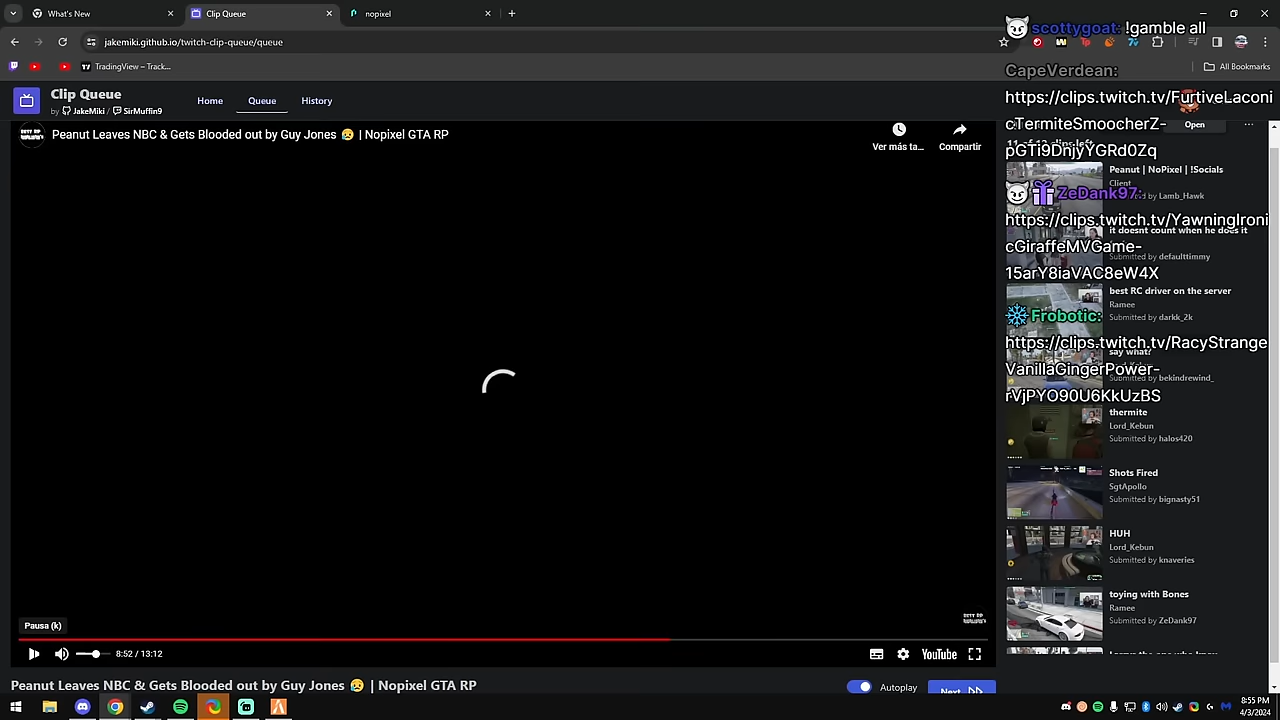 What's New
Clip Queue
nopixel
jakemiki.github.io/twitch-clip-queue/queue
TradingView – Track...
All Bookmarks
Clip Queue
by JakeMiki / SirMuffin9
Home
Queue
History
scottygoat: !gamble all
CapeVerdean:
https://clips.twitch.tv/FurtiveLaconi
cTermiteSmoocherZ-
pGTi9DnjyYGRd0Zq
ZeDank97:
https://clips.twitch.tv/YawningIroni
cGiraffeMVGame-
15arY8iaVAC8eW4X
Frobotic:
https://clips.twitch.tv/RacyStrange
VanillaGingerPower-
rVjPYO90U6KkUzBS
Peanut Leaves NBC & Gets Blooded out by Guy Jones 😥 | Nopixel GTA RP
Ver más ta...
Compartir
Open
Peanut | NoPixel | !Socials
Client
by Lamb_Hawk
it doesnt count when he does it
Submitted by defaulttimmy
best RC driver on the server
Ramee
Submitted by darkk_2k
say what?
Submitted by bekindrewind_
thermite
Lord_Kebun
Submitted by halos420
Shots Fired
SgtApollo
Submitted by bignasty51
HUH
Lord_Kebun
Submitted by knaveries
toying with Bones
Ramee
Submitted by ZeDank97
Pausa (k)
8:52 / 13:12
YouTube
Peanut Leaves NBC & Gets Blooded out by Guy Jones 😥 | Nopixel GTA RP
Autoplay
Next
8:55 PM
4/3/2024